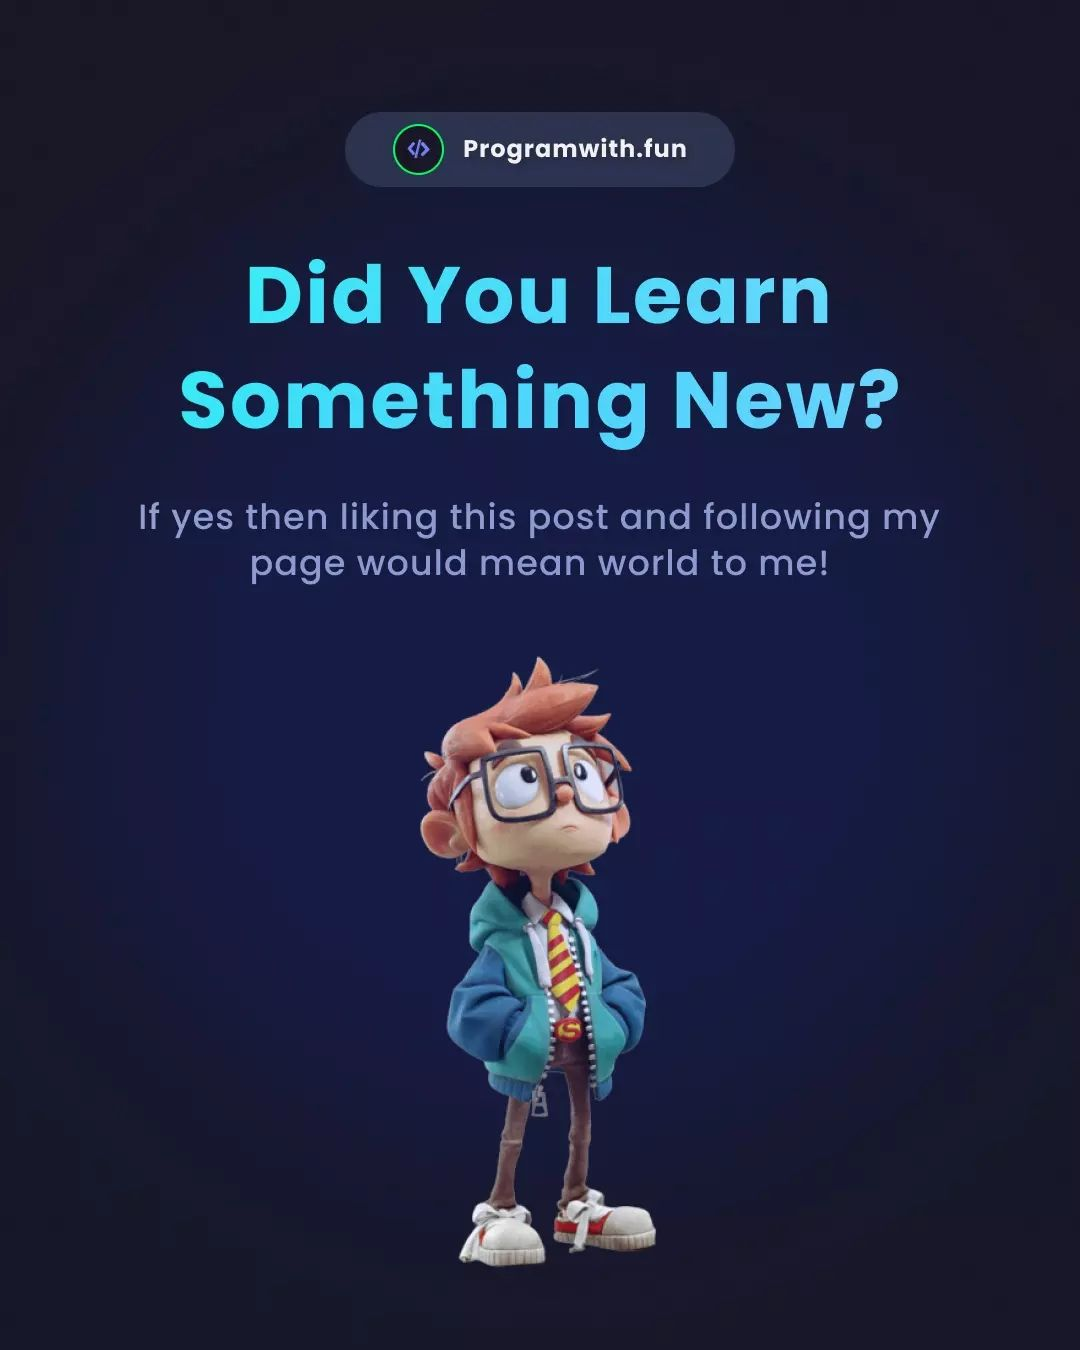 </> Programwith.fun
Did You Learn
Something New?
If yes then liking this post and following my
page would mean world to me!
S